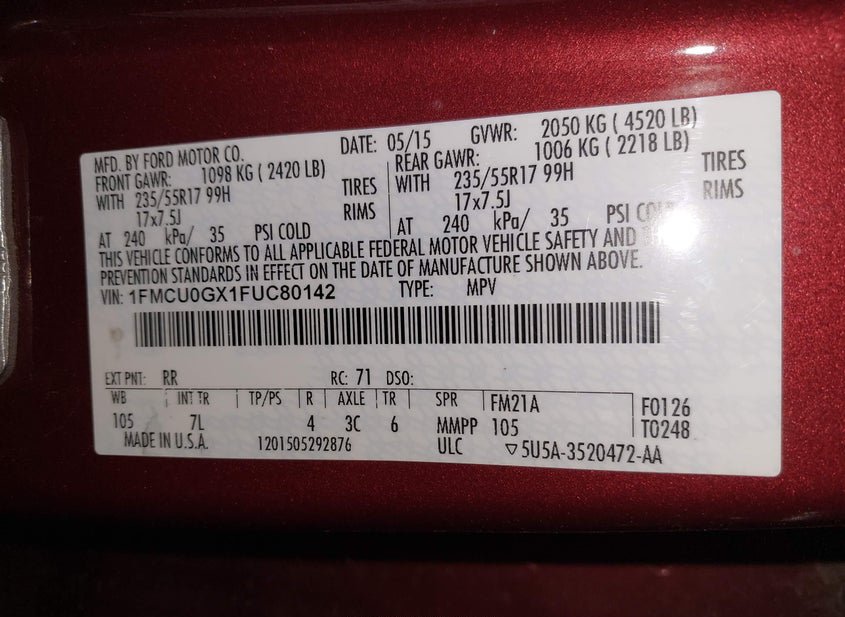 MFD. BY FORD MOTOR CO. DATE: 05/15 GVWR: 2050 KG ( 4520 LB)
FRONT GAWR: 1098 KG ( 2420 LB) REAR GAWR: 1006 KG ( 2218 LB)
WITH 235/55R17 99H TIRES WITH 235/55R17 99H TIRES
17x7.5J RIMS 17x7.5J RIMS
AT 240 kPa/ 35 PSI COLD AT 240 kPa/ 35 PSI
THIS VEHICLE CONFORMS TO ALL APPLICABLE FEDERAL MOTOR VEHICLE SAFETY AND
PREVENTION STANDARDS IN EFFECT ON THE DATE OF MANUFACTURE SHOWN ABOVE.
VIN: 1FMCU0GX1FUC80142 TYPE: MPV
EXT PNT: RR RC: 71 DSO:
WB INT TR TP/PS R AXLE TR SPR FM21A F0126
105 7L 4 3C 6 MMPP 105 T0248
MADE IN U.S.A. 1201505292876 ULC ▽5U5A-3520472-AA